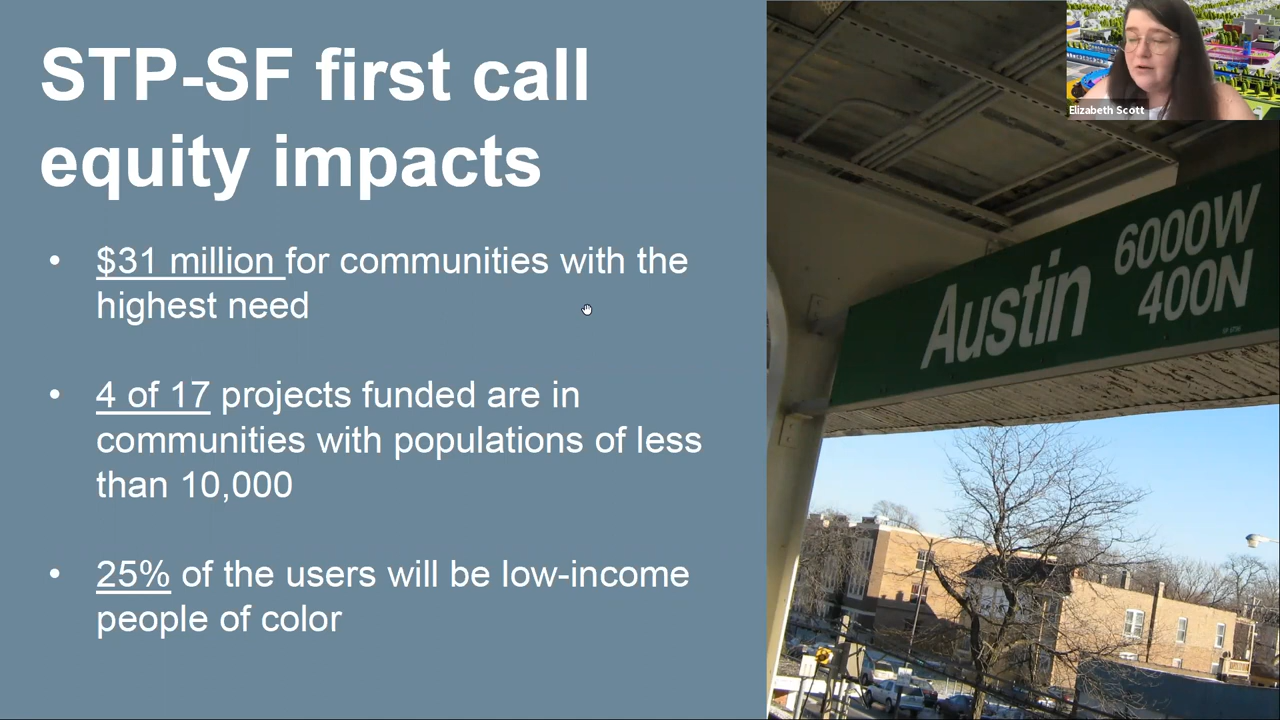 STP-SF first call
equity impacts
• $31 million for communities with the
highest need
• 4 of 17 projects funded are in
communities with populations of less
than 10,000
• 25% of the users will be low-income
people of color
Elizabeth Scott
Austin 6000W
400N